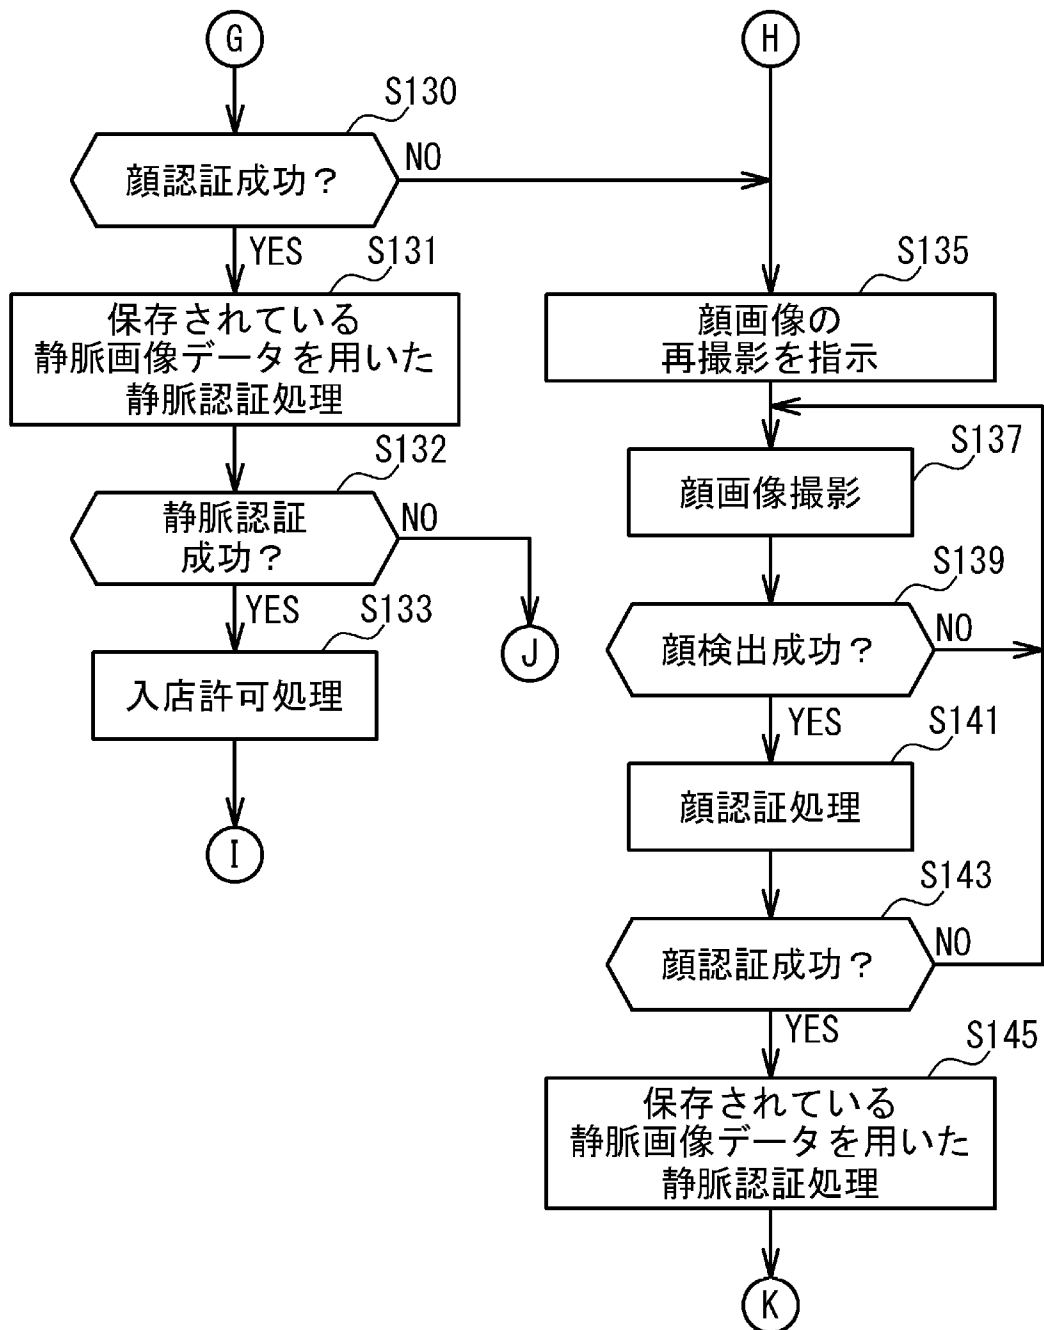 G
S130
顔認証成功？
NO
YES
S131
保存されている
静脈画像データを用いた
静脈認証処理
S132
静脈認証
成功？
NO
YES
S133
入店許可処理
J
I
H
S135
顔画像の
再撮影を指示
S137
顔画像撮影
S139
顔検出成功？
NO
YES
S141
顔認証処理
S143
顔認証成功？
NO
YES
S145
保存されている
静脈画像データを用いた
静脈認証処理
K